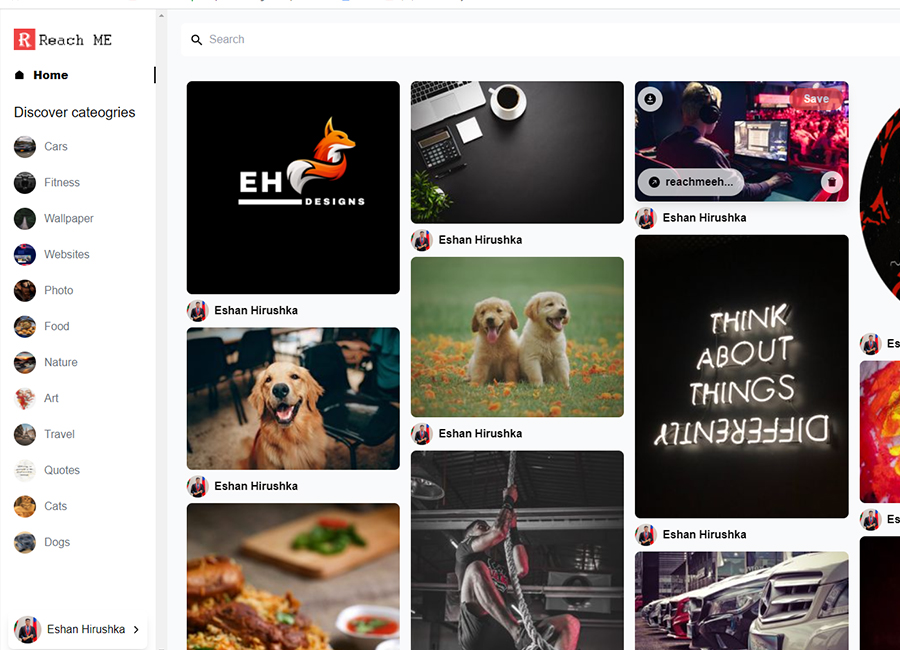 R Reach ME
Home
Discover cateogries
Cars
Fitness
Wallpaper
Websites
Photo
Food
Nature
Art
Travel
Quotes
Cats
Dogs
Eshan Hirushka
Search
EH
DESIGNS
Eshan Hirushka
Eshan Hirushka
Eshan Hirushka
Eshan Hirushka
Save
reachmeeh...
Eshan Hirushka
THINK
ABOUT
THINGS
DIFFERENTLY
Eshan Hirushka
Es
Es